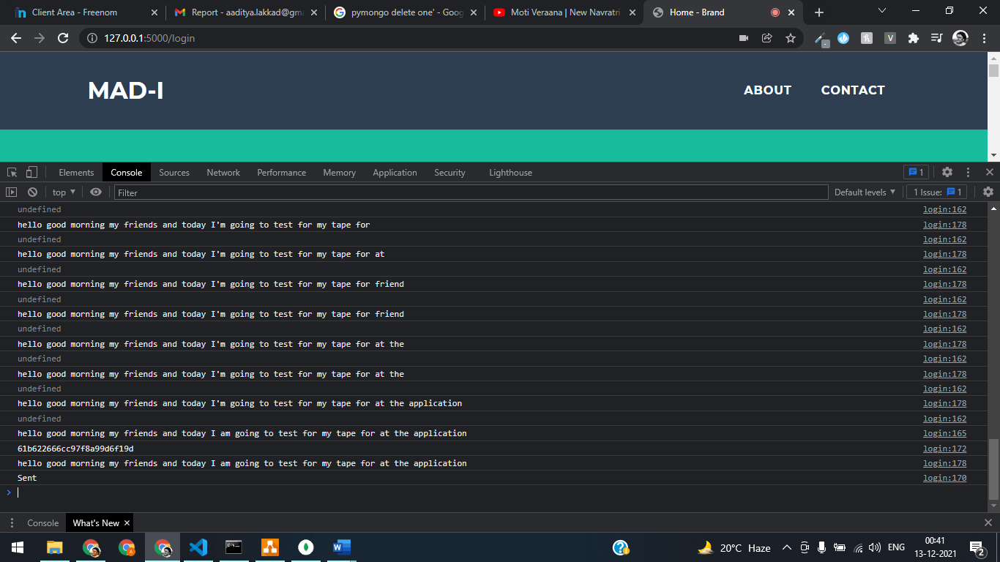 Client Area - Freenom
Report - aaditya.lakkad@gma
pymongo delete one' - Goog
Moti Veraana | New Navratri
Home - Brand
127.0.0.1:5000/login
V
MAD-I
ABOUT
CONTACT
Elements
Console
Sources
Network
Performance
Memory
Application
Security
Lighthouse
1
top
Filter
Default levels
1 Issue: 1
undefined login:162
hello good morning my friends and today I'm going to test for my tape for login:178
undefined login:162
hello good morning my friends and today I'm going to test for my tape for at login:178
undefined login:162
hello good morning my friends and today I'm going to test for my tape for friend login:178
undefined login:162
hello good morning my friends and today I'm going to test for my tape for friend login:178
undefined login:162
hello good morning my friends and today I'm going to test for my tape for at the login:178
undefined login:162
hello good morning my friends and today I'm going to test for my tape for at the login:178
undefined login:162
hello good morning my friends and today I'm going to test for my tape for at the application login:178
undefined login:162
hello good morning my friends and today I am going to test for my tape for at the application login:165
61b622666cc97f8a99d6f19d login:172
hello good morning my friends and today I am going to test for my tape for at the application login:178
Sent login:170
Console
What's New
20°C Haze
ENG
00:41
13-12-2021
2